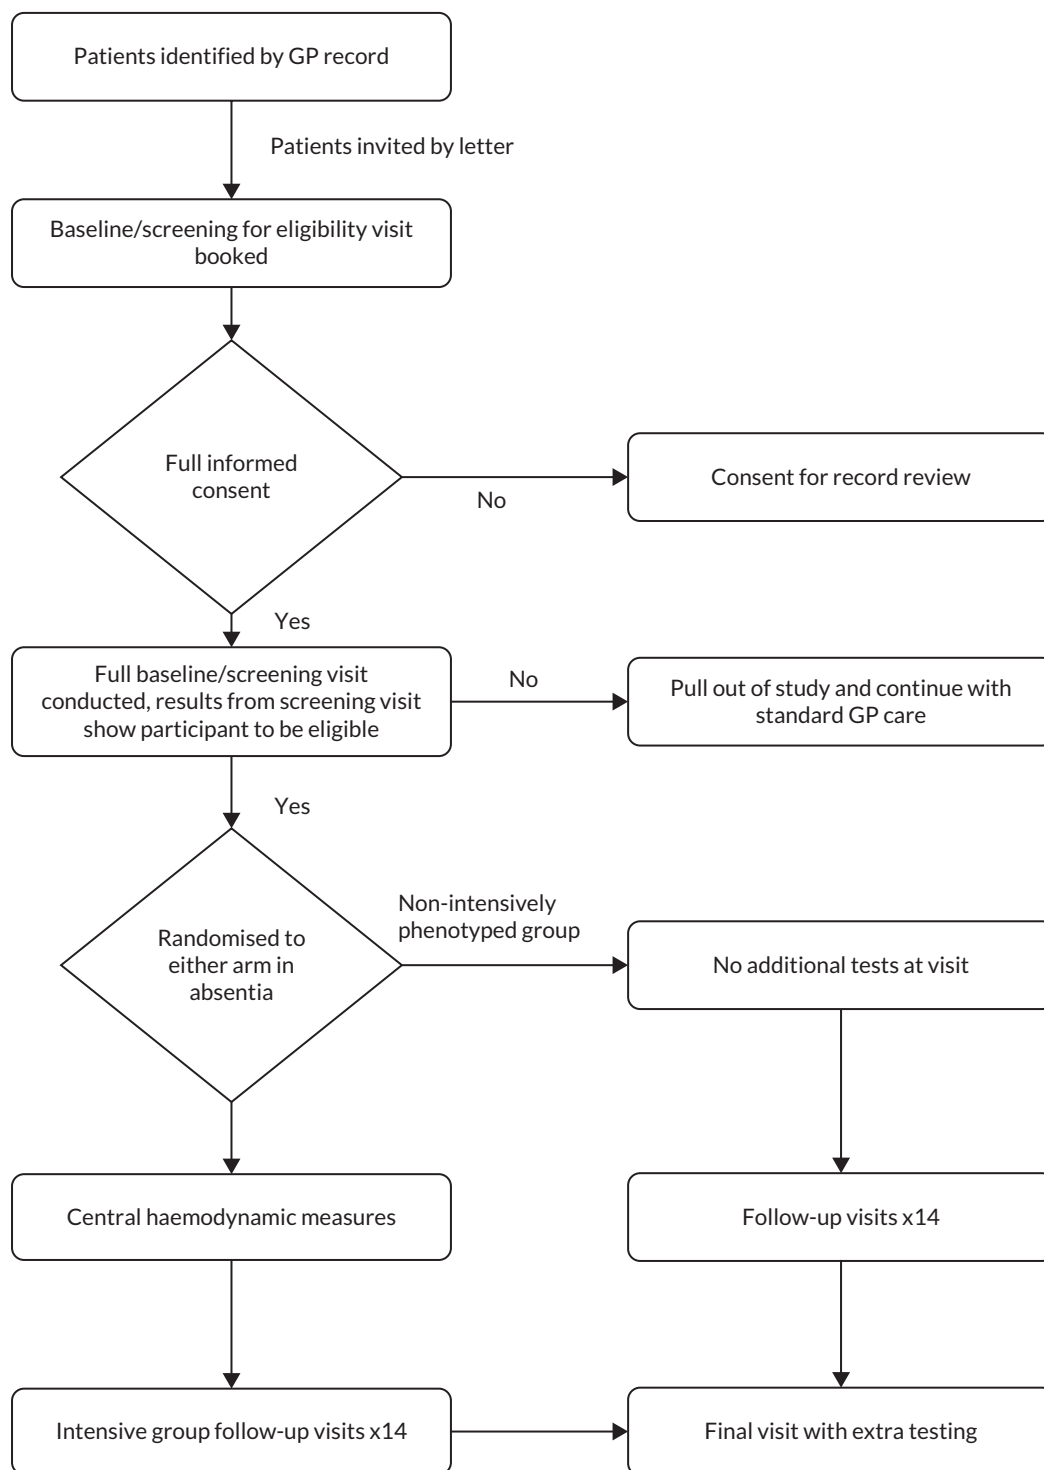 Patients identified by GP record
Patients invited by letter
Baseline/screening for eligibility visit
booked
Full informed
consent
No
Consent for record review
Yes
Full baseline/screening visit
conducted, results from screening visit
show participant to be eligible
No
Pull out of study and continue with
standard GP care
Yes
Randomised to
either arm in
absentia
Non-intensively
phenotyped group
No additional tests at visit
Central haemodynamic measures
Follow-up visits x14
Intensive group follow-up visits x14
Final visit with extra testing